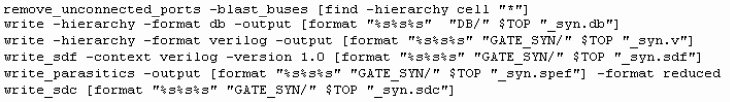 remove_unconnected_ports -blast_buses [find -hierarchy cell "*"]
write -hierarchy -format db -output [format "%s%s%s"  "DB/" $TOP "_syn.db"]
write -hierarchy -format verilog -output [format "%s%s%s" "GATE_SYN/" $TOP "_syn.v"]
write_sdf -context verilog -version 1.0 [format "%s%s%s" "GATE_SYN/" $TOP "_syn.sdf"]
write_parasitics -output [format "%s%s%s" "GATE_SYN/" $TOP "_syn.spef"] -format reduced
write_sdc [format "%s%s%s" "GATE_SYN/" $TOP "_syn.sdc"]